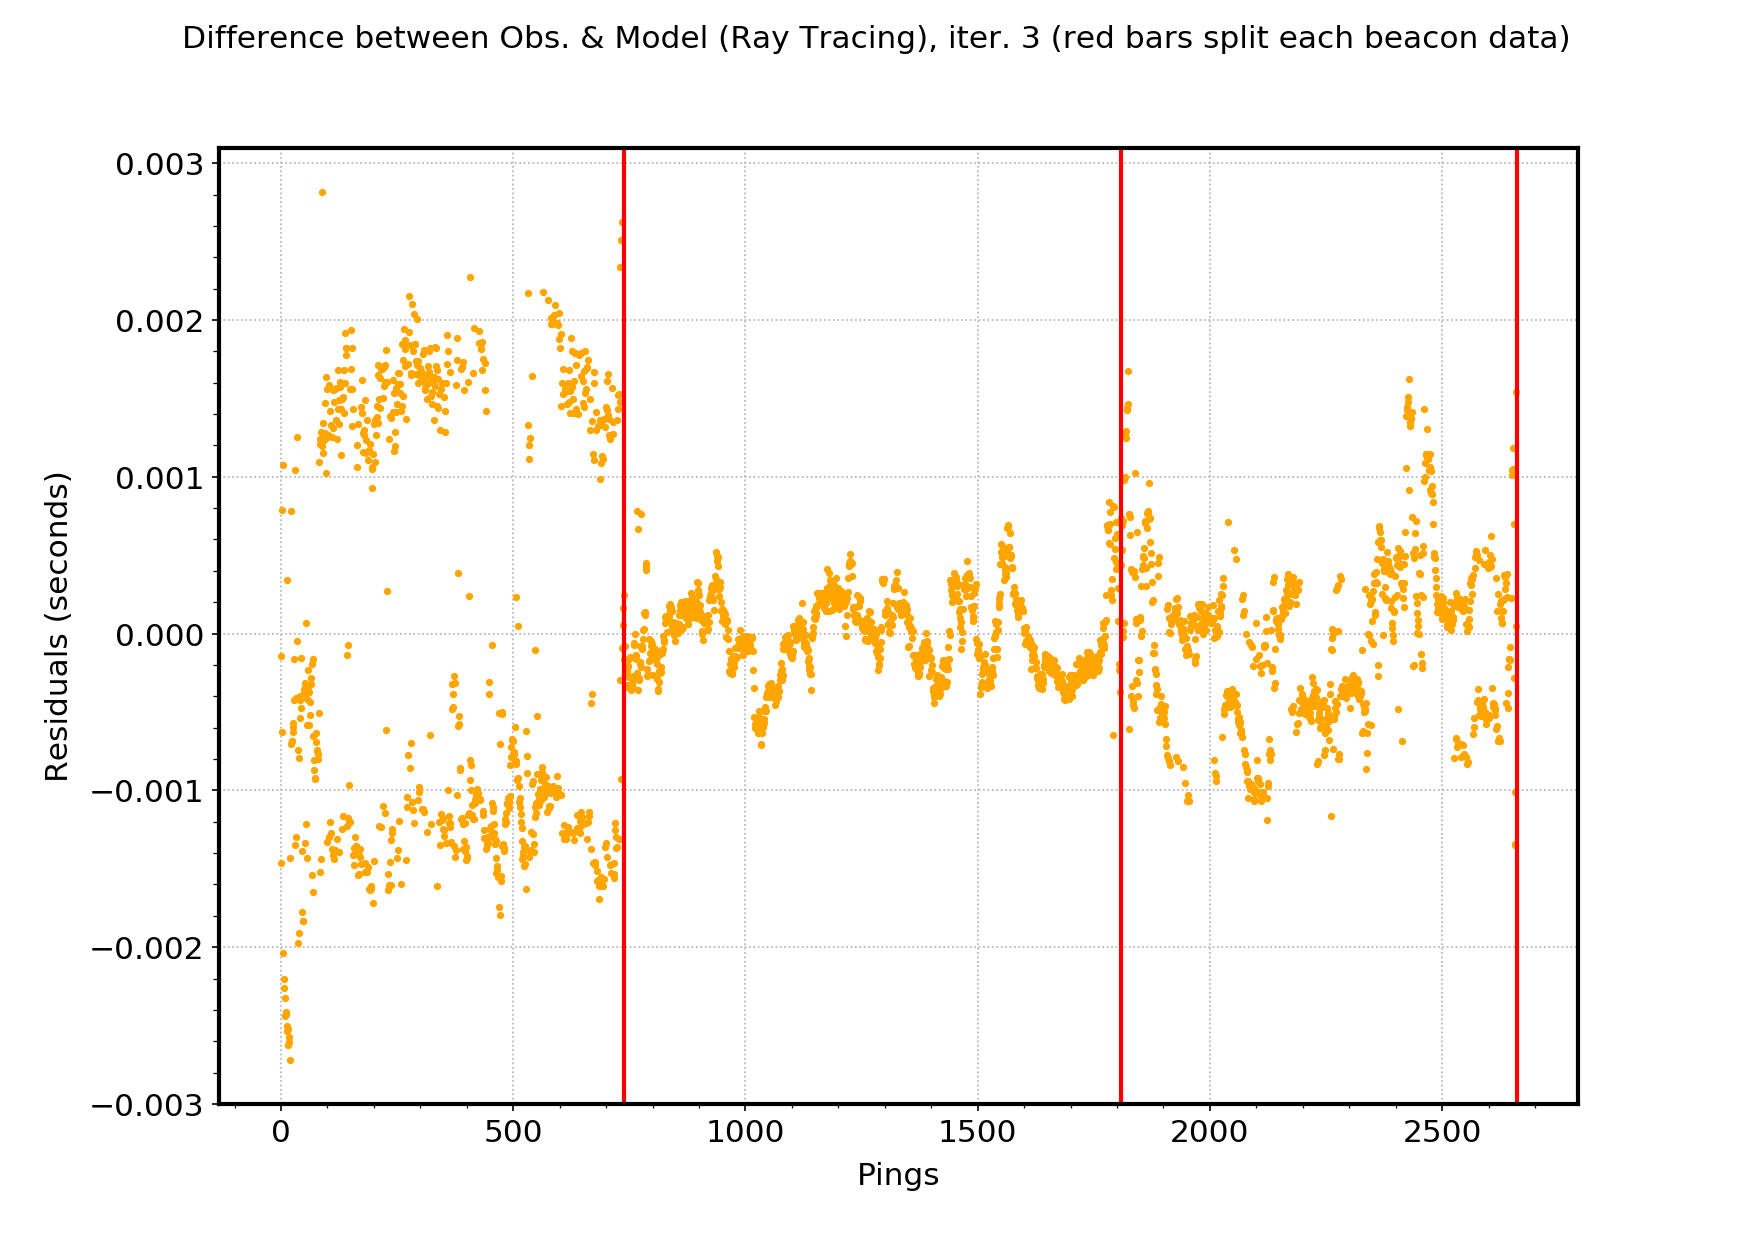 Difference between Obs. & Model (Ray Tracing), iter. 3 (red bars split each beacon data)
0.003
0.002
0.001
0.000
−0.001
−0.002
−0.003
Residuals (seconds)
0 500 1000 1500 2000 2500
Pings